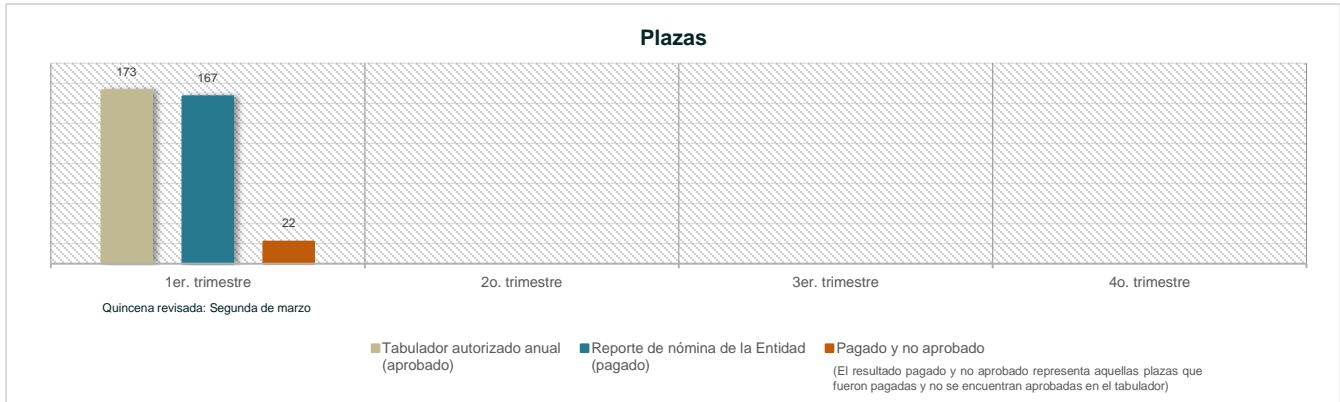 Plazas
173
167
22
1er. trimestre
2o. trimestre
3er. trimestre
4o. trimestre
Quincena revisada: Segunda de marzo
Tabulador autorizado anual
(aprobado)
Reporte de nómina de la Entidad
(pagado)
Pagado y no aprobado
(El resultado pagado y no aprobado representa aquellas plazas que
fueron pagadas y no se encuentran aprobadas en el tabulador)